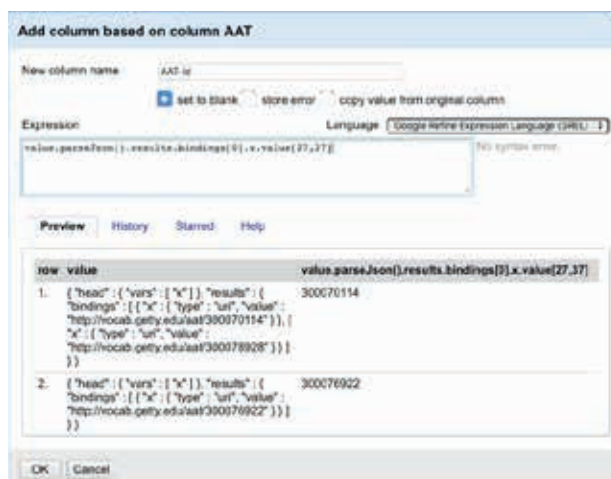 Add column based on column AAT
New column name AAT id
set to blank store error copy value from original column
Expression Language Google Refine Expression Language (GREL)
value.parseJson().results.bindings[0].x.value[27,37] No syntax error.
Preview History Starred Help
row value value.parseJson().results.bindings[0].x.value[27,37]
1. { "head" : { "vars" : [ "x" ] }, "results" : { 300070114
"bindings" : [ { "x" : { "type" : "uri", "value" :
"http://vocab.getty.edu/aat/300070114" } }, {
"x" : { "type" : "uri", "value" :
"http://vocab.getty.edu/aat/300078928" } } ]
} }
2. { "head" : { "vars" : [ "x" ] }, "results" : { 300076922
"bindings" : [ { "x" : { "type" : "uri", "value" :
"http://vocab.getty.edu/aat/300076922" } } ]
} }
OK Cancel